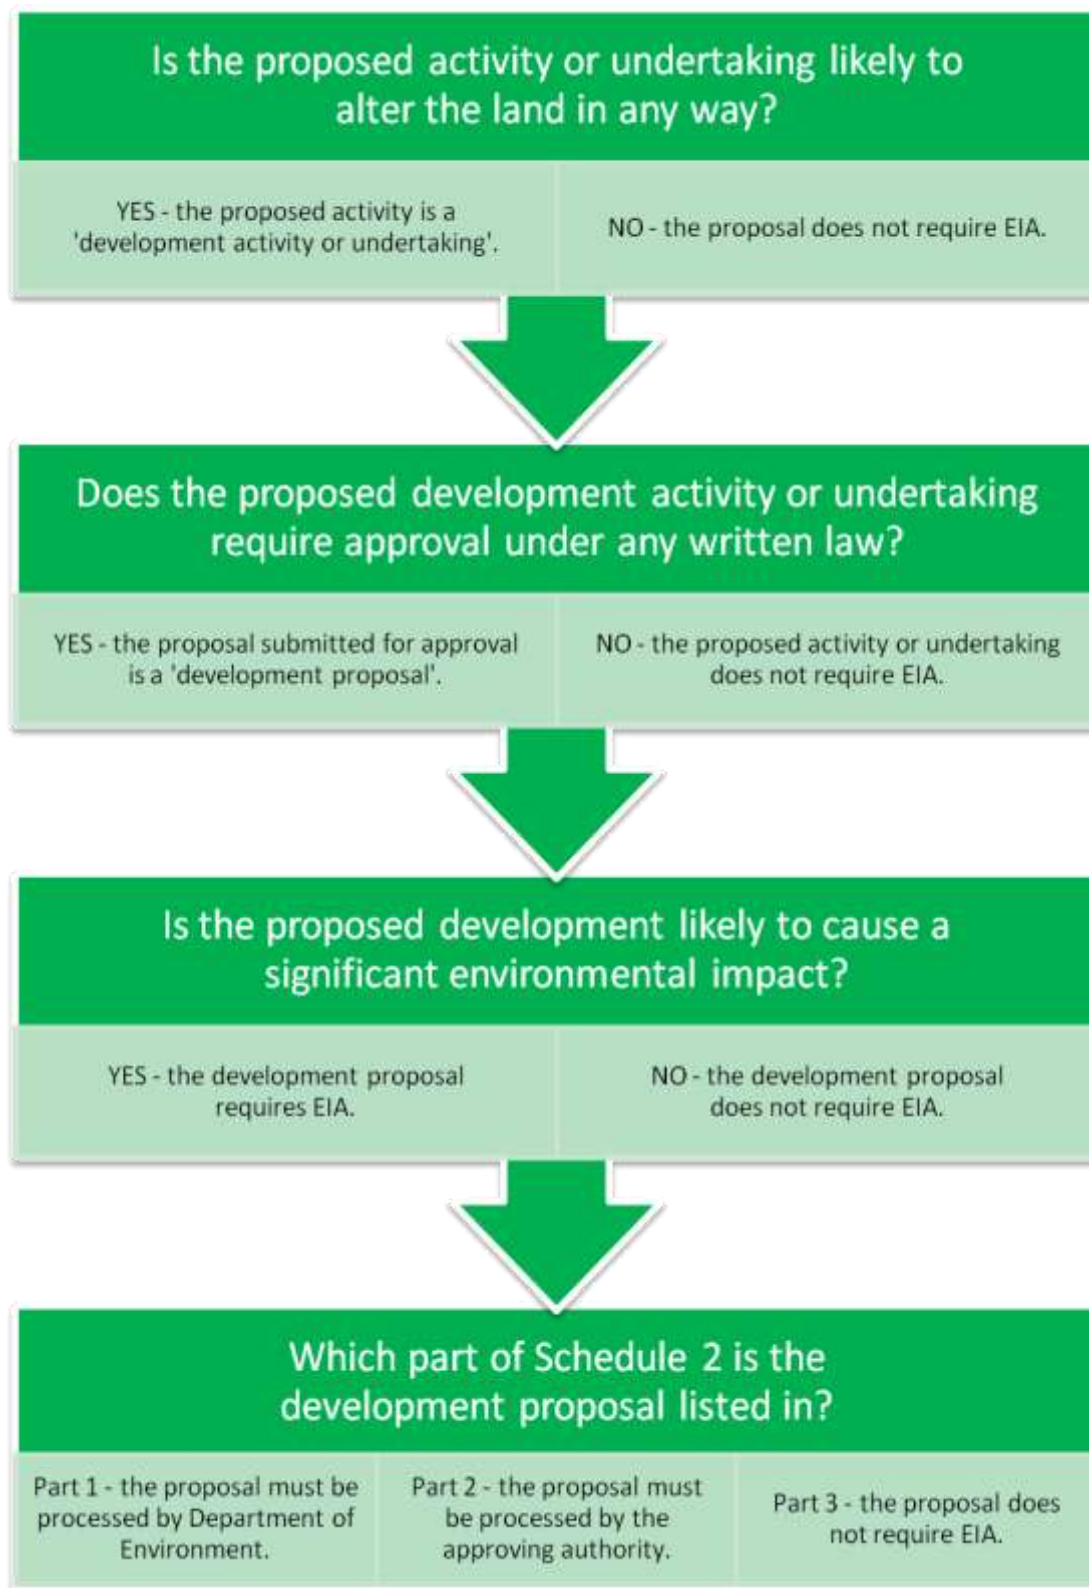 Is the proposed activity or undertaking likely to
alter the land in any way?
YES - the proposed activity is a
'development activity or undertaking'.
NO - the proposal does not require EIA.
Does the proposed development activity or undertaking
require approval under any written law?
YES - the proposal submitted for approval
is a 'development proposal'.
NO - the proposed activity or undertaking
does not require EIA.
Is the proposed development likely to cause a
significant environmental impact?
YES - the development proposal
requires EIA.
NO - the development proposal
does not require EIA.
Which part of Schedule 2 is the
development proposal listed in?
Part 1 - the proposal must be
processed by Department of
Environment.
Part 2 - the proposal must
be processed by the
approving authority.
Part 3 - the proposal does
not require EIA.